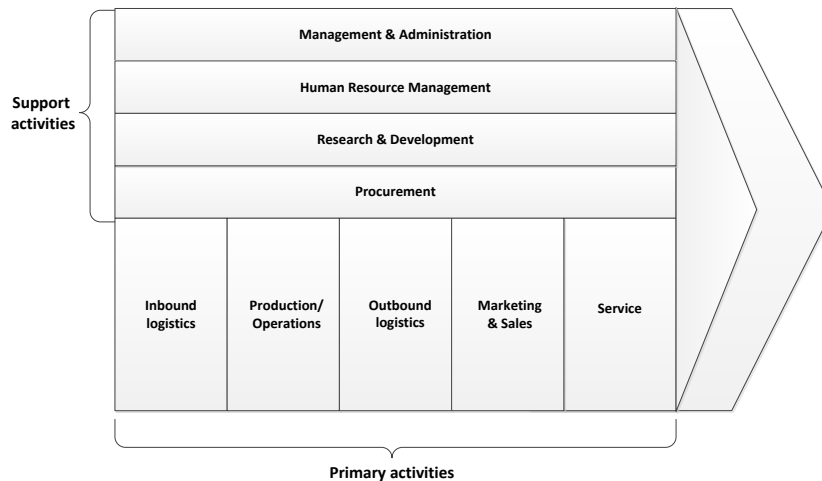 Management & Administration
Human Resource Management
Support
activities
Research & Development
Procurement
Inbound
logistics
Production/
Operations
Outbound
logistics
Marketing
& Sales
Service
Primary activities